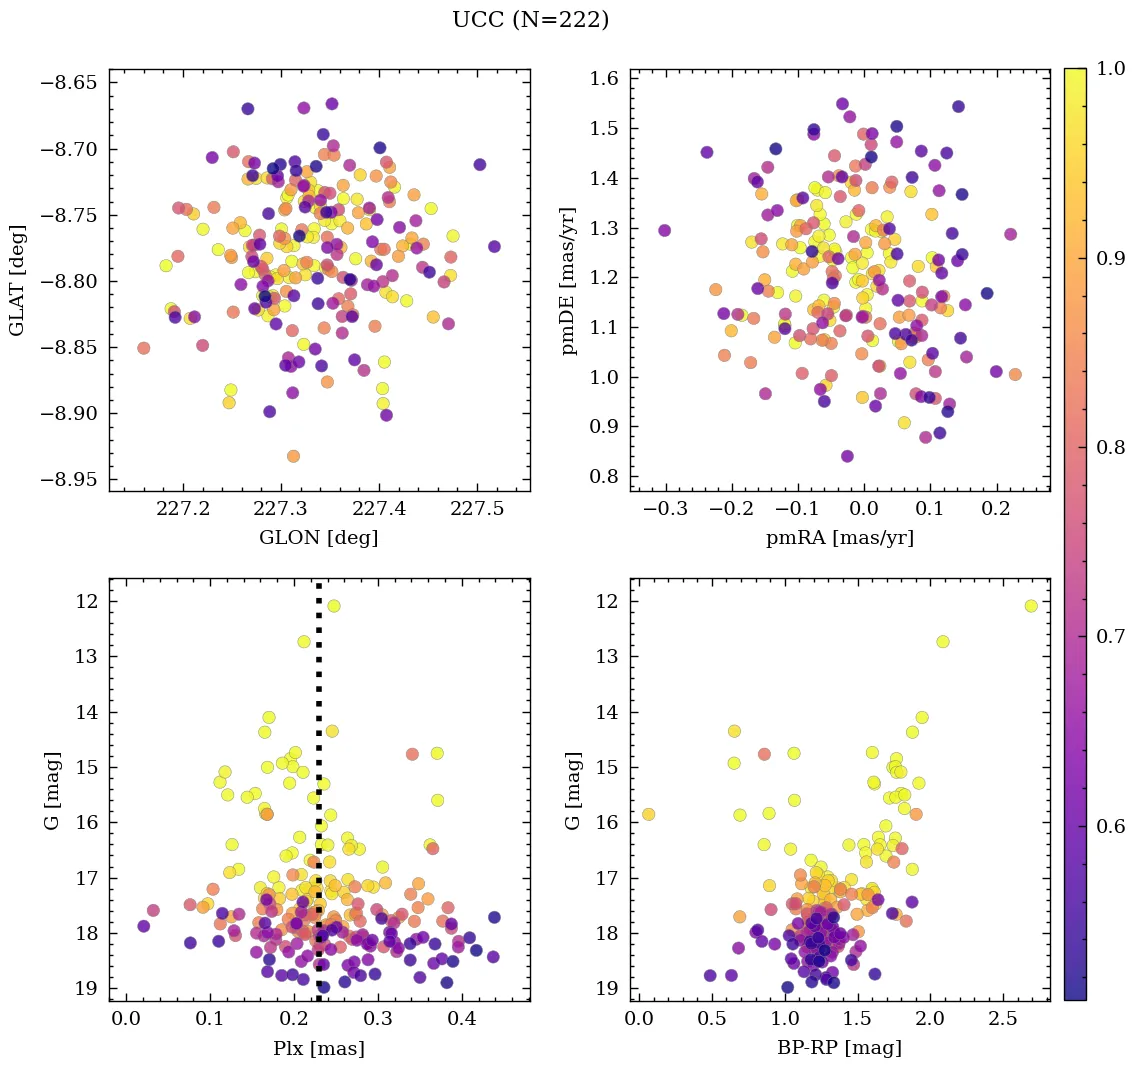 UCC (N=222)
−8.65
−8.70
−8.75
−8.80
−8.85
−8.90
−8.95
GLAT [deg]
227.2 227.3 227.4 227.5
GLON [deg]
1.6
1.5
1.4
1.3
1.2
1.1
1.0
0.9
0.8
pmDE [mas/yr]
−0.3 −0.2 −0.1 0.0 0.1 0.2
pmRA [mas/yr]
12
13
14
15
16
17
18
19
G [mag]
0.0 0.1 0.2 0.3 0.4
Plx [mas]
12
13
14
15
16
17
18
19
G [mag]
0.0 0.5 1.0 1.5 2.0 2.5
BP-RP [mag]
1.0
0.9
0.8
0.7
0.6